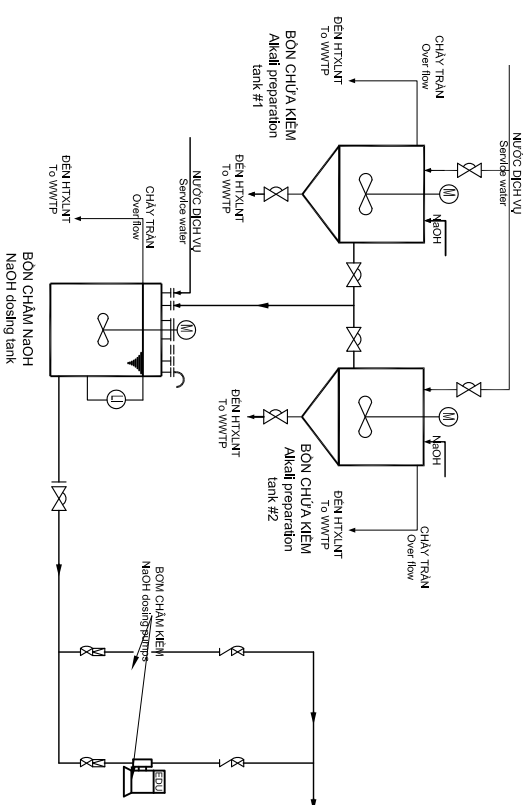 CHẢY TRÀN
Over flow
ĐẾN HTXLNT
To WWTP
BỒN CHỨA KIỀM
Alkali preparation
tank #1
NƯỚC DỊCH VỤ
Service water
M
NaOH
ĐẾN HTXLNT
To WWTP
M
NaOH
ĐẾN HTXLNT
To WWTP
BỒN CHỨA KIỀM
Alkali preparation
tank #2
ĐẾN HTXLNT
To WWTP
CHẢY TRÀN
Over flow
NƯỚC DỊCH VỤ
Service water
CHẢY TRÀN
Over flow
ĐẾN HTXLNT
To WWTP
M
LI
BỒN CHÂM NaOH
NaOH dosing tank
BƠM CHÂM KIỀM
NaOH dosing pumps
EDU